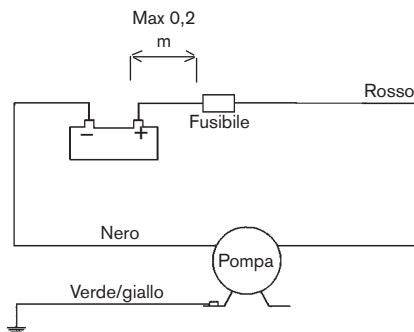 Max 0,2
m
Rosso
Fusibile
− +
Nero
Pompa
Verde/giallo